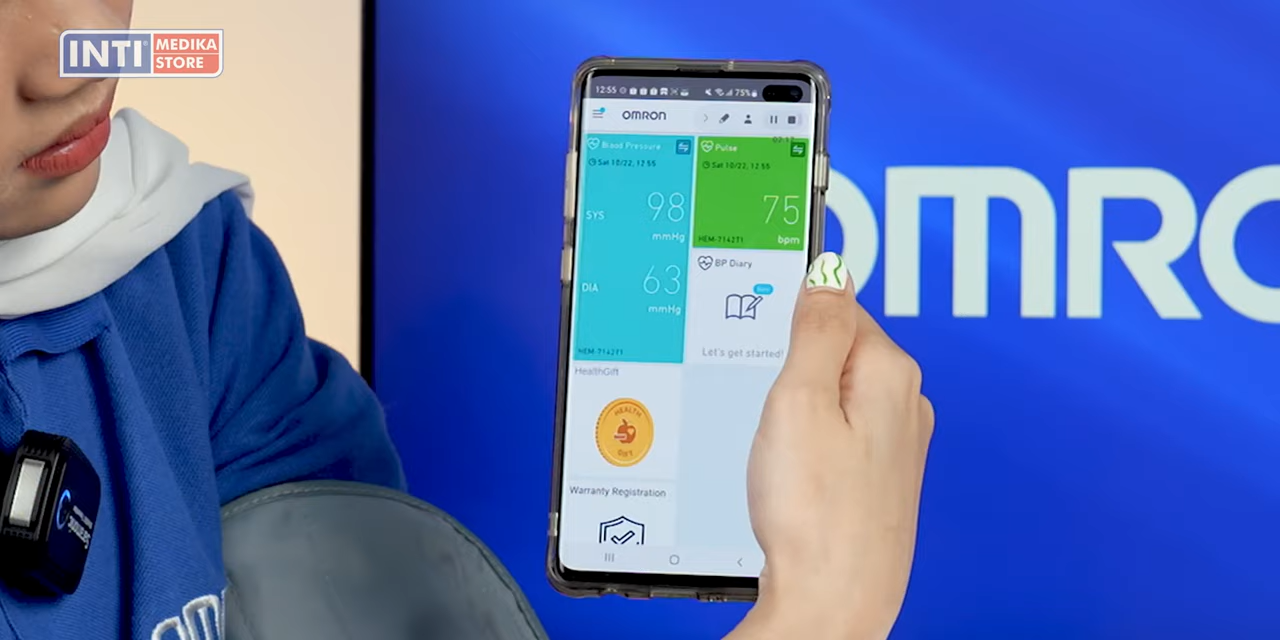 INTI MEDIKA
STORE
12:55 75%
OMRON
Blood Pressure
Sat 10/22, 12:55
SYS 98
mmHg
DIA 63
mmHg
HEM-7142T1
Pulse
Sat 10/22, 12:55
75
HEM-7142T1 bpm
BP Diary
New
Let's get started!
HealthGift
HEALTH
GIFT
Warranty Registration
OMRO